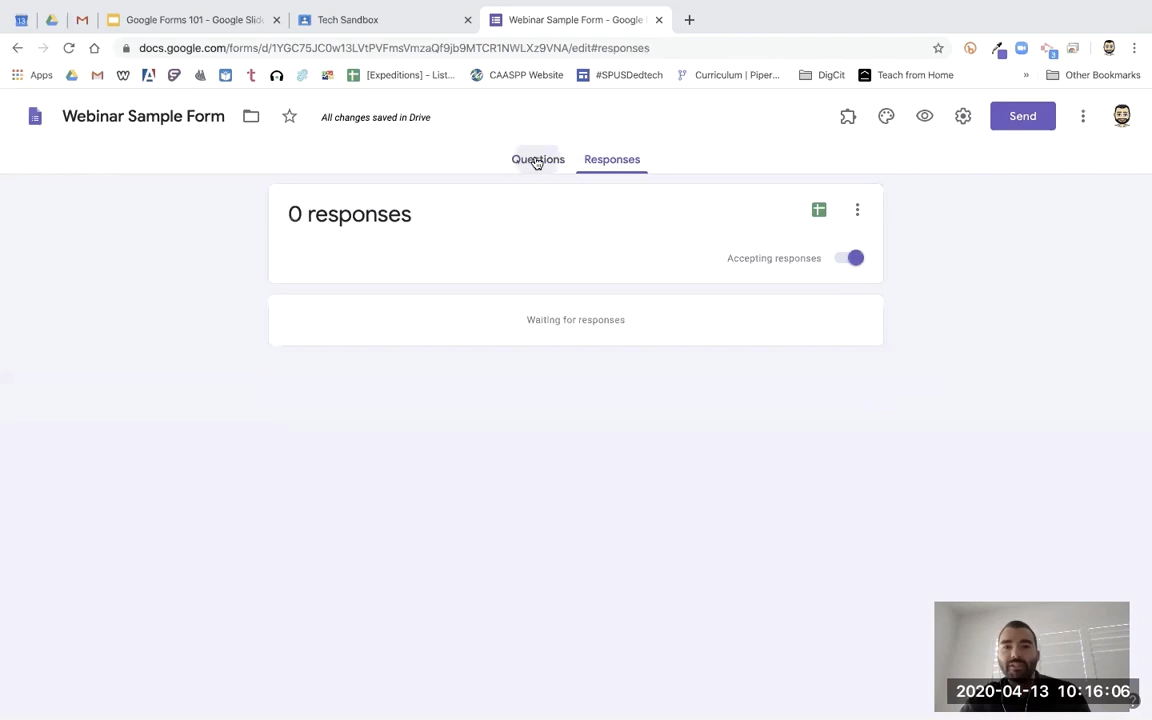 Google Forms 101 - Google Slid
Tech Sandbox
Webinar Sample Form - Google
docs.google.com/forms/d/1YGC75JC0w13LVtPVFmsVmzaQf9jb9MTCR1NWLXz9VNA/edit#responses
Apps
[Expeditions] - List...
CAASPP Website
#SPUSDedtech
Curriculum | Piper...
DigCit
Teach from Home
»
Other Bookmarks
Webinar Sample Form
All changes saved in Drive
Send
Questions
Responses
0 responses
Accepting responses
Waiting for responses
2020-04-13 10:16:06